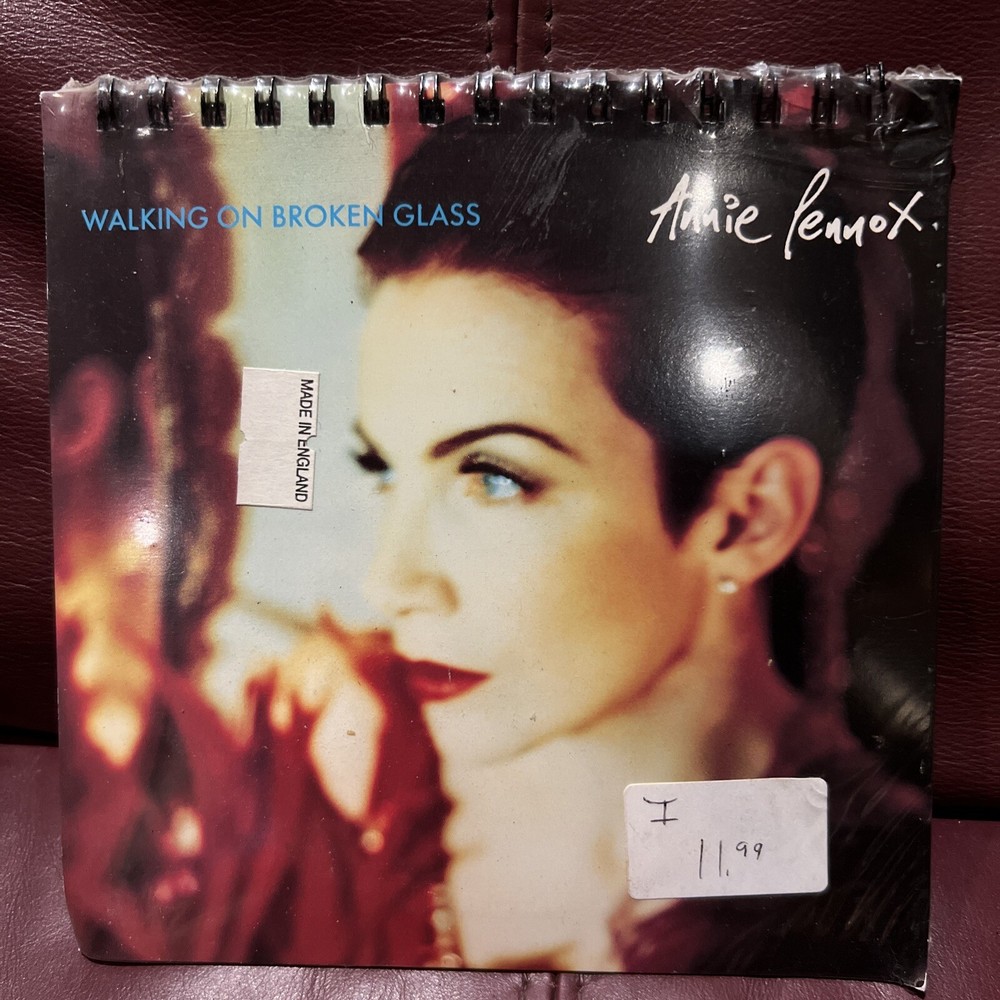 WALKING ON BROKEN GLASS
Annie Lennox.
MADE IN ENGLAND
I
11.99